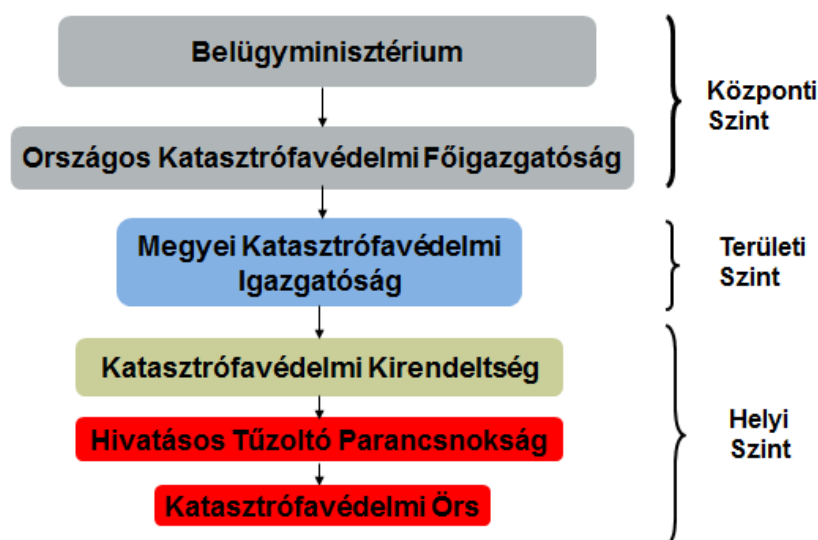 Belügyminisztérium
Országos Katasztrófavédelmi Főigazgatóság
Központi
Szint
Megyei Katasztrófavédelmi
Igazgatóság
Területi
Szint
Katasztrófavédelmi Kirendeltség
Hivatásos Tűzoltó Parancsnokság
Katasztrófavédelmi Örs
Helyi
Szint